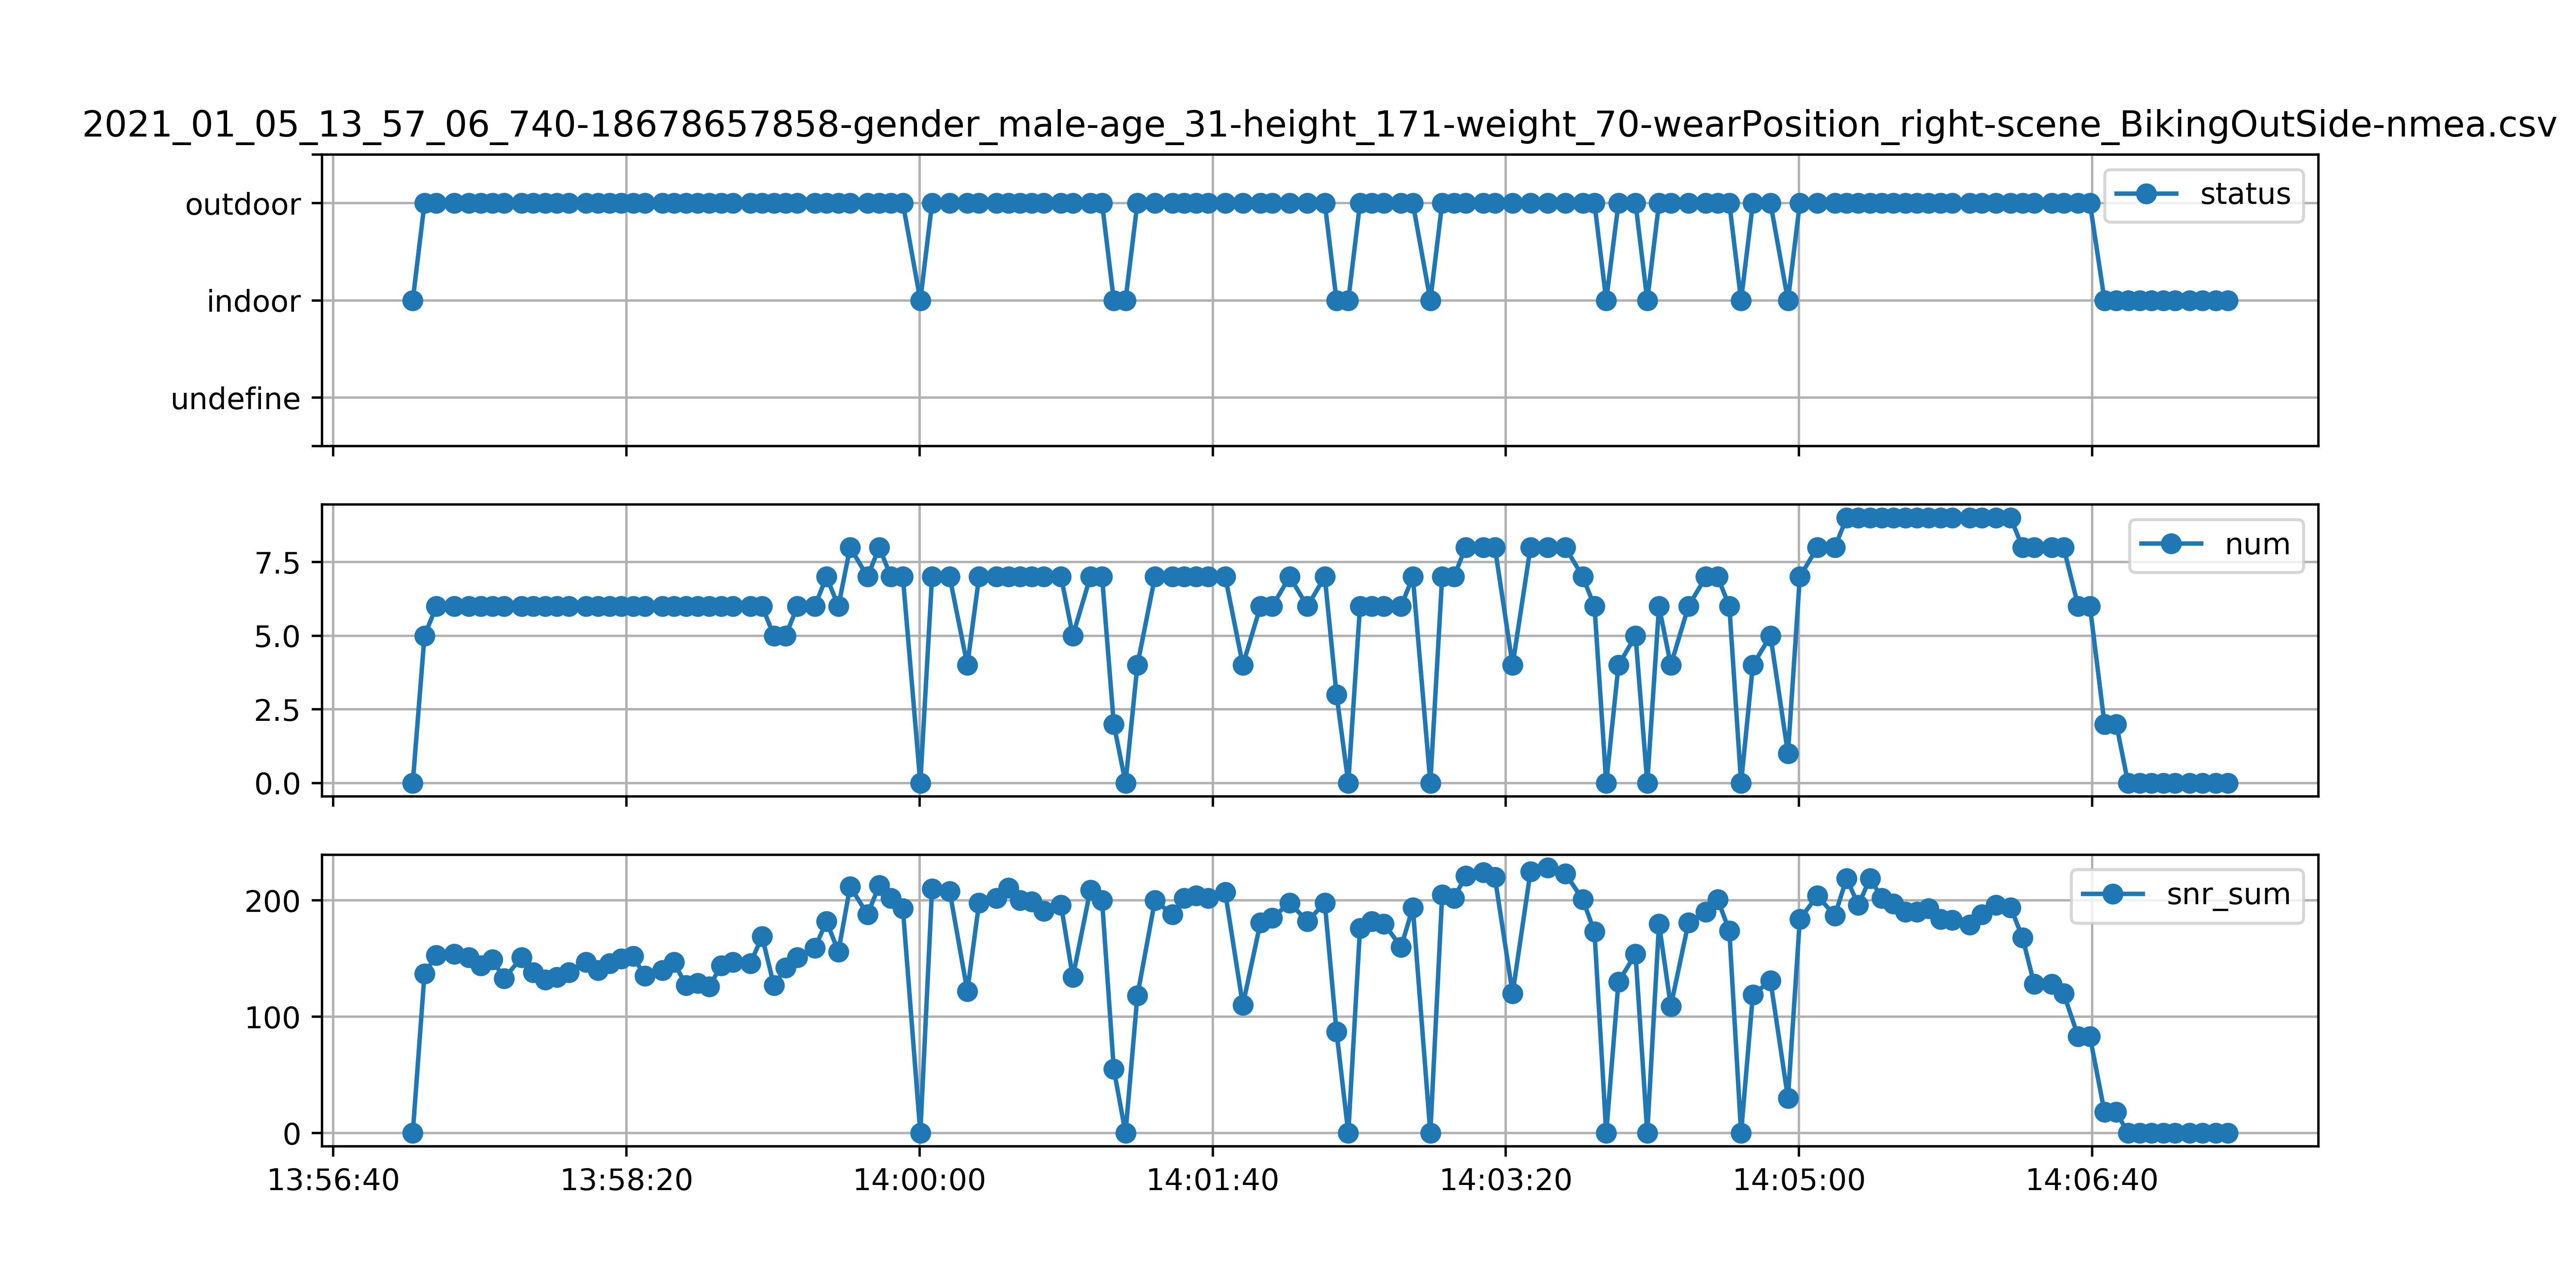 2021_01_05_13_57_06_740-18678657858-gender_male-age_31-height_171-weight_70-wearPosition_right-scene_BikingOutSide-nmea.csv
outdoor
status
indoor
undefine
num
7.5
5.0
2.5
0.0
snr_sum
200
100
0
13:56:40 13:58:20 14:00:00 14:01:40 14:03:20 14:05:00 14:06:40